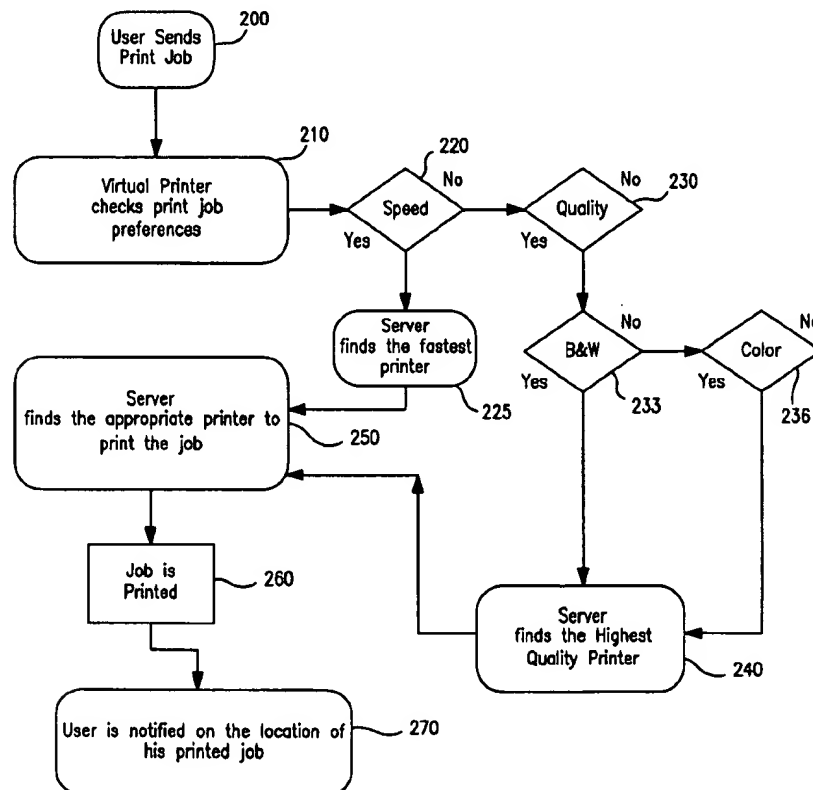 User Sends
Print Job
200
210
Virtual Printer
checks print job
preferences
220
Speed
No
Yes
230
Quality
No
Yes
Server
finds the fastest
printer
225
B&W
No
Yes
233
Color
No
Yes
236
Server
finds the appropriate printer to
print the job
250
Job is
Printed
260
Server
finds the Highest
Quality Printer
240
User is notified on the location of
his printed job
270